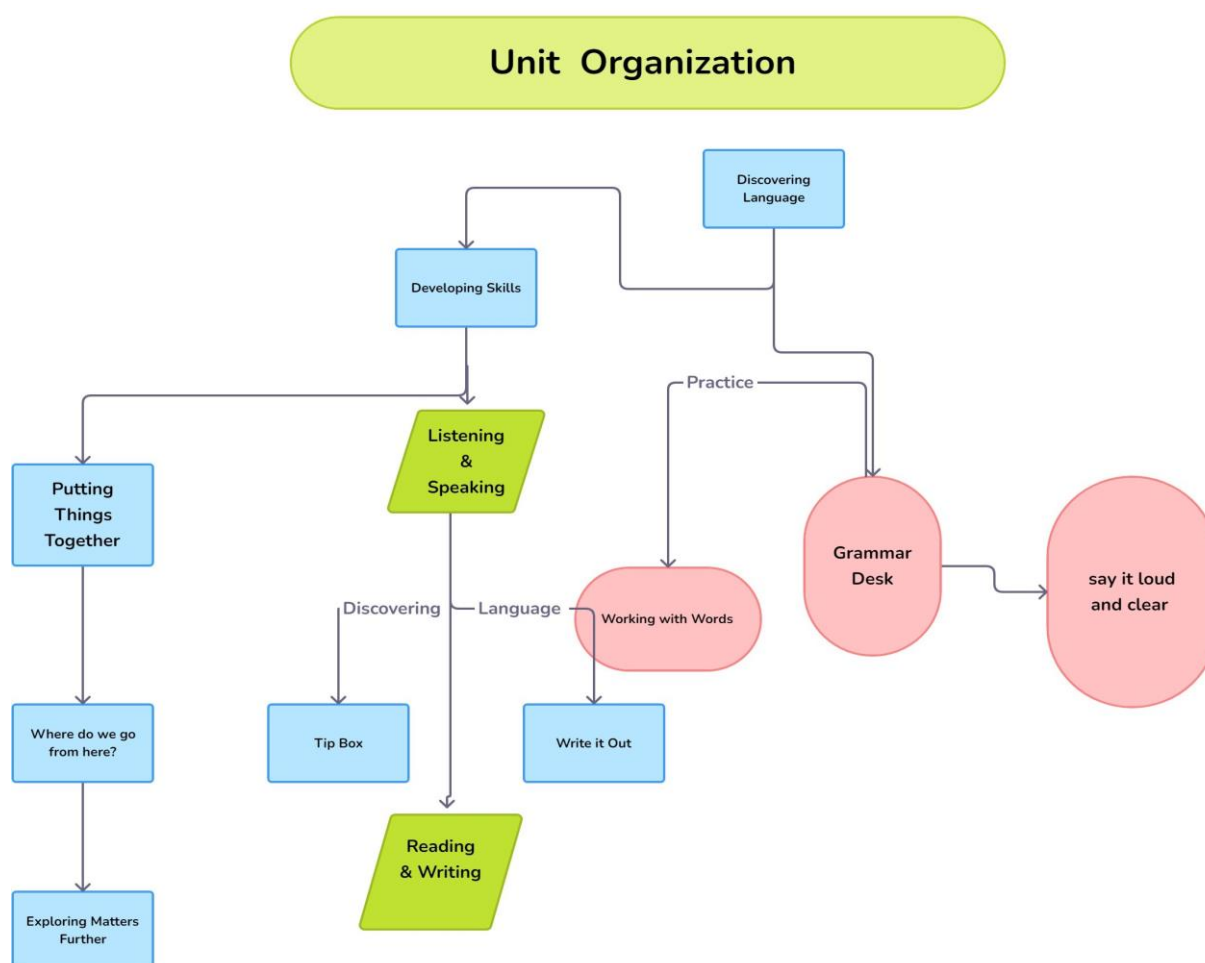 Unit Organization
Discovering
Language
Developing Skills
Practice
Listening
&
Speaking
Putting
Things
Together
Grammar
Desk
say it loud
and clear
Discovering Language
Working with Words
Where do we go
from here?
Tip Box
Write it Out
Reading
& Writing
Exploring Matters
Further